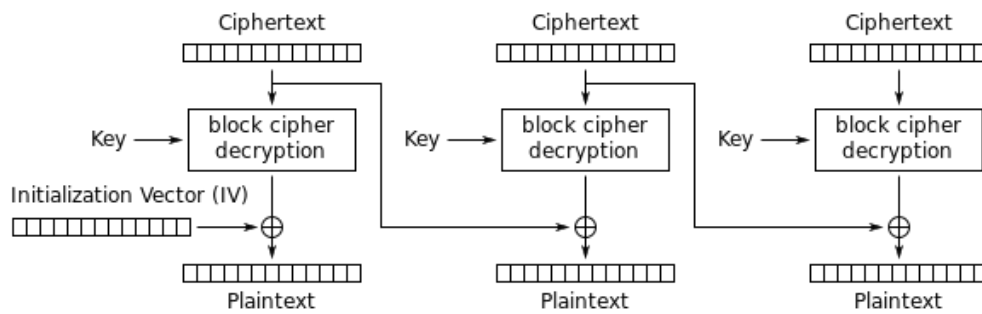 Ciphertext
Ciphertext
Ciphertext
Key
block cipher
decryption
Key
block cipher
decryption
Key
block cipher
decryption
Initialization Vector (IV)
Plaintext
Plaintext
Plaintext